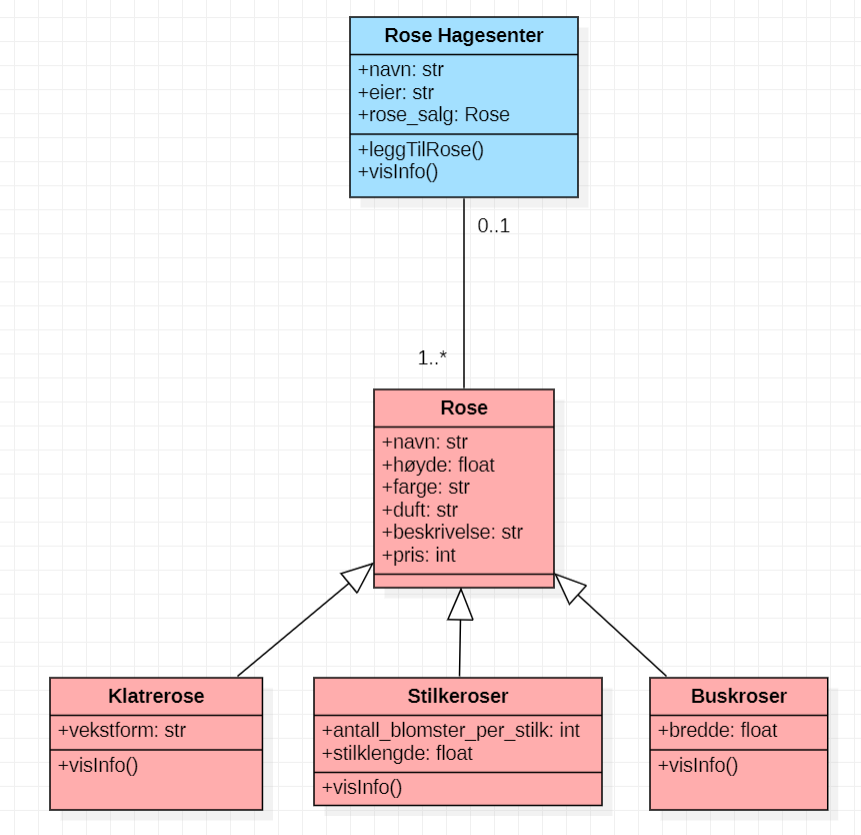 Rose Hagesenter
+navn: str
+eier: str
+rose_salg: Rose
+leggTilRose()
+visInfo()
0..1
1..*
Rose
+navn: str
+høyde: float
+farge: str
+duft: str
+beskrivelse: str
+pris: int
Klatrerose
+vekstform: str
+visInfo()
Stilkeroser
+antall_blomster_per_stilk: int
+stilklengde: float
+visInfo()
Buskroser
+bredde: float
+visInfo()